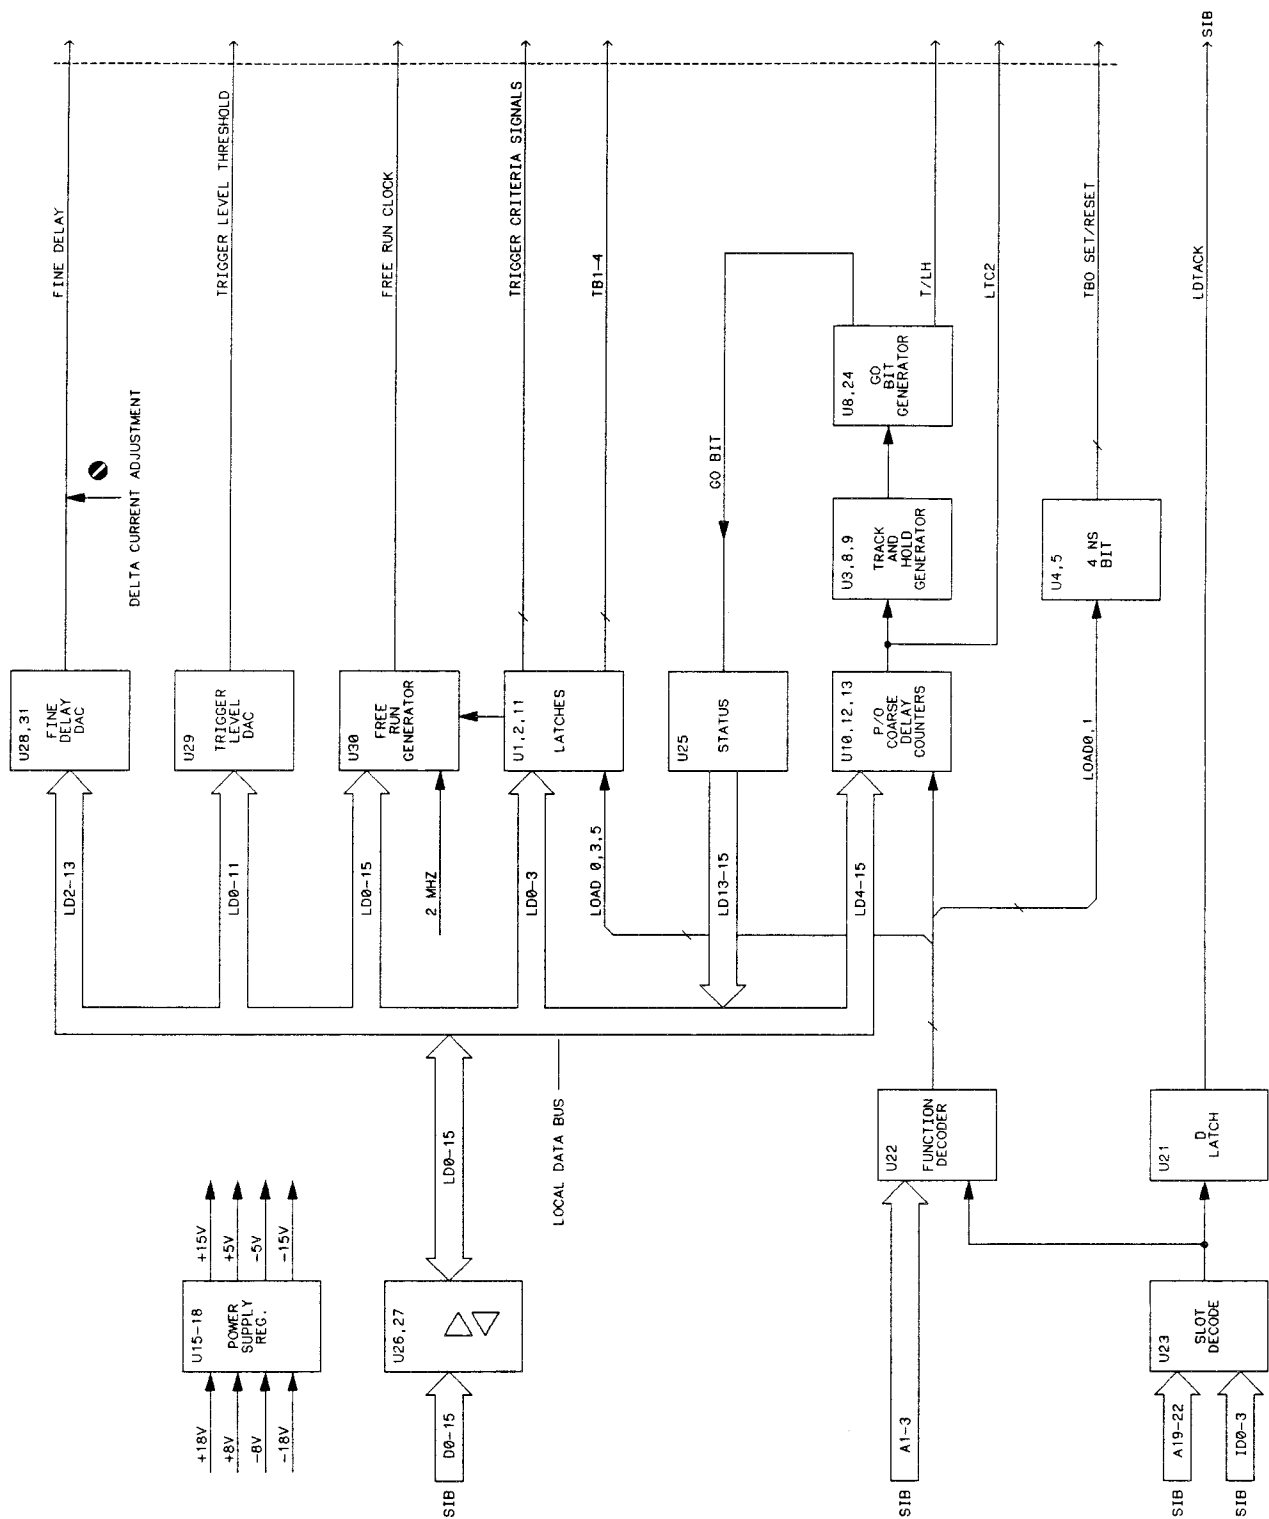 FINE DELAY
TRIGGER LEVEL THRESHOLD
FREE RUN CLOCK
TRIGGER CRITERIA SIGNALS
TB1-4
T/LH
LTC2
TBO SET/RESET
LDTACK
SIB
DELTA CURRENT ADJUSTMENT
GO BIT
U8,24
GO
BIT
GENERATOR
U3,8,9
TRACK
AND
HOLD
GENERATOR
U4,5
4 NS
BIT
U28,31
FINE
DELAY
DAC
U29
TRIGGER
LEVEL
DAC
U30
FREE
RUN
GENERATOR
U1,2,11
LATCHES
U25
STATUS
U10,12,13
P/O
COARSE
DELAY
COUNTERS
LOAD0,1
LD2-13
LD0-11
LD0-15
2 MHZ
LD0-3
LOAD 0,3,5
LD13-15
LD4-15
LD0-15
LOCAL DATA BUS
U22
FUNCTION
DECODER
U21
D
LATCH
+15V
+5V
-5V
-15V
U15-18
POWER
SUPPLY
REG.
U26,27
U23
SLOT
DECODE
+18V
+8V
-8V
-18V
D0-15
SIB
A1-3
SIB
A19-22
SIB
ID0-3
SIB